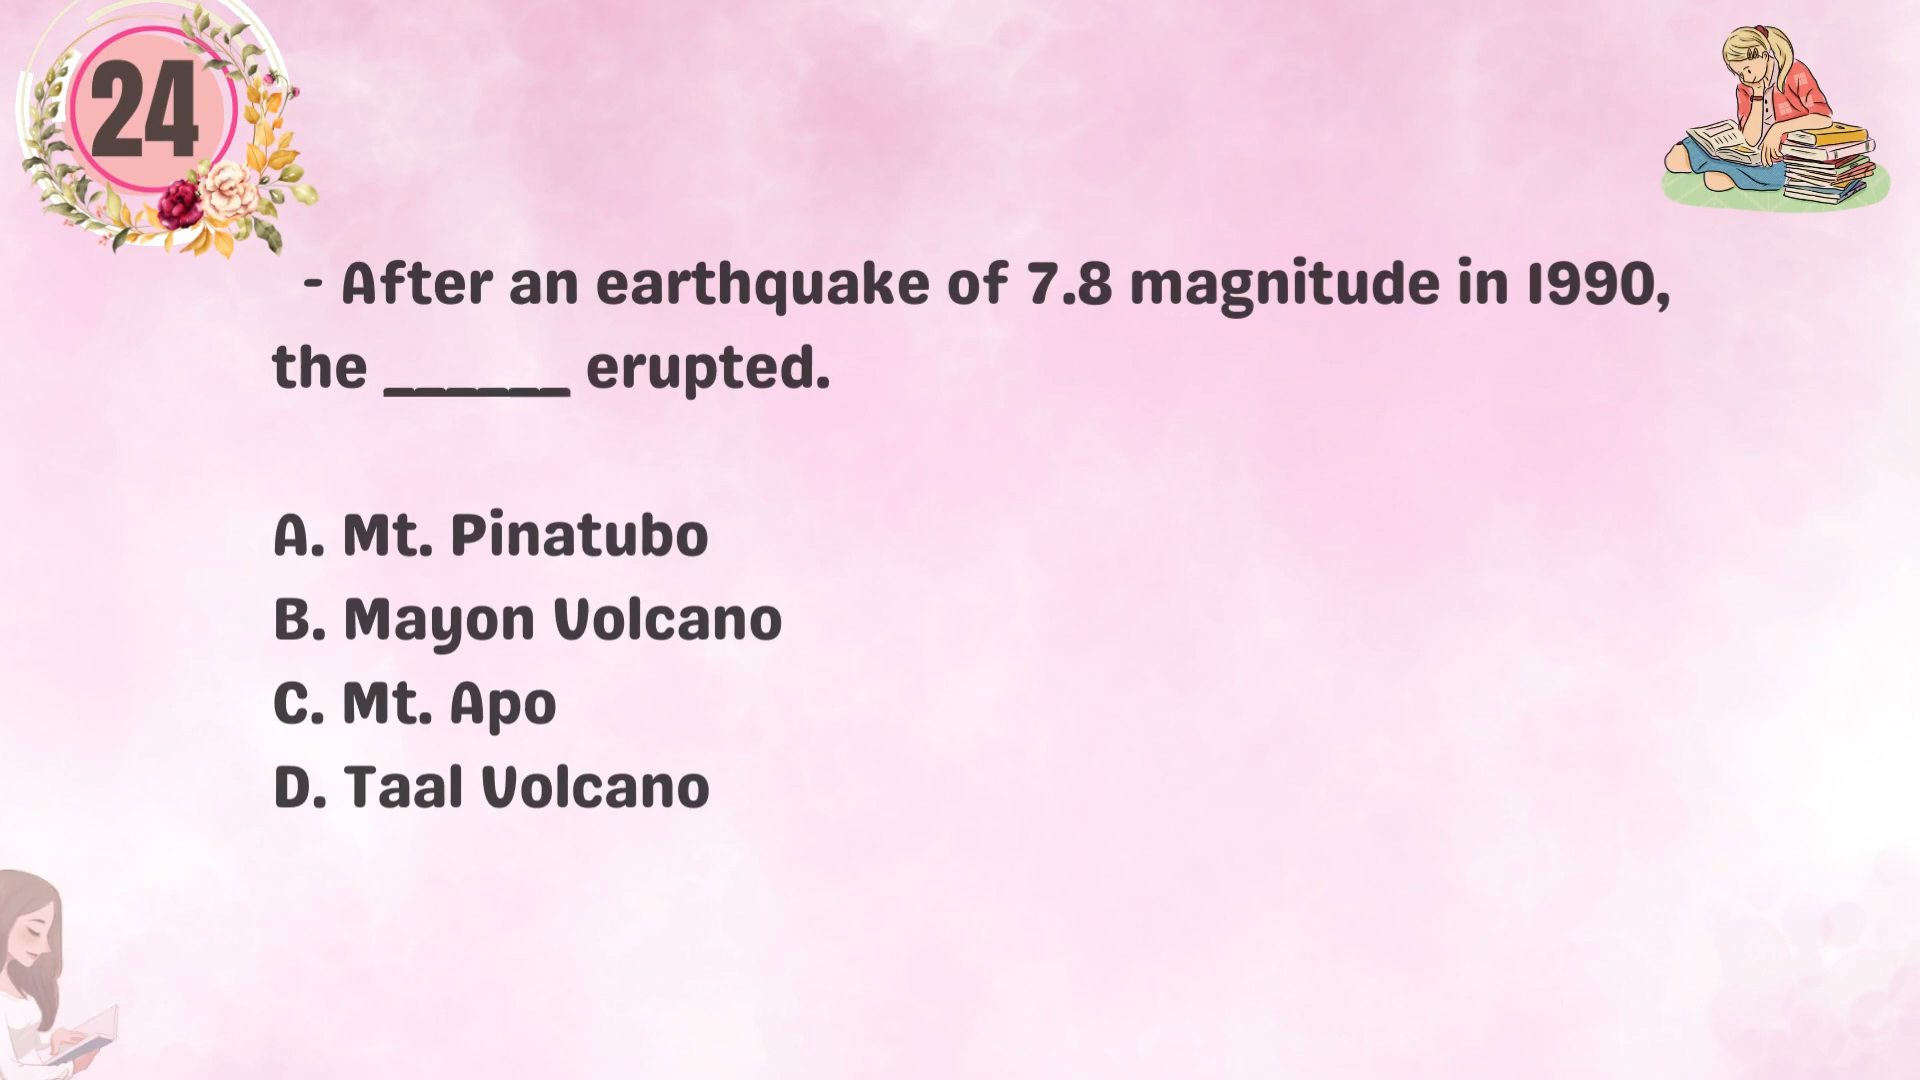 24
- After an earthquake of 7.8 magnitude in 1990,
the ______ erupted.
A. Mt. Pinatubo
B. Mayon Volcano
C. Mt. Apo
D. Taal Volcano